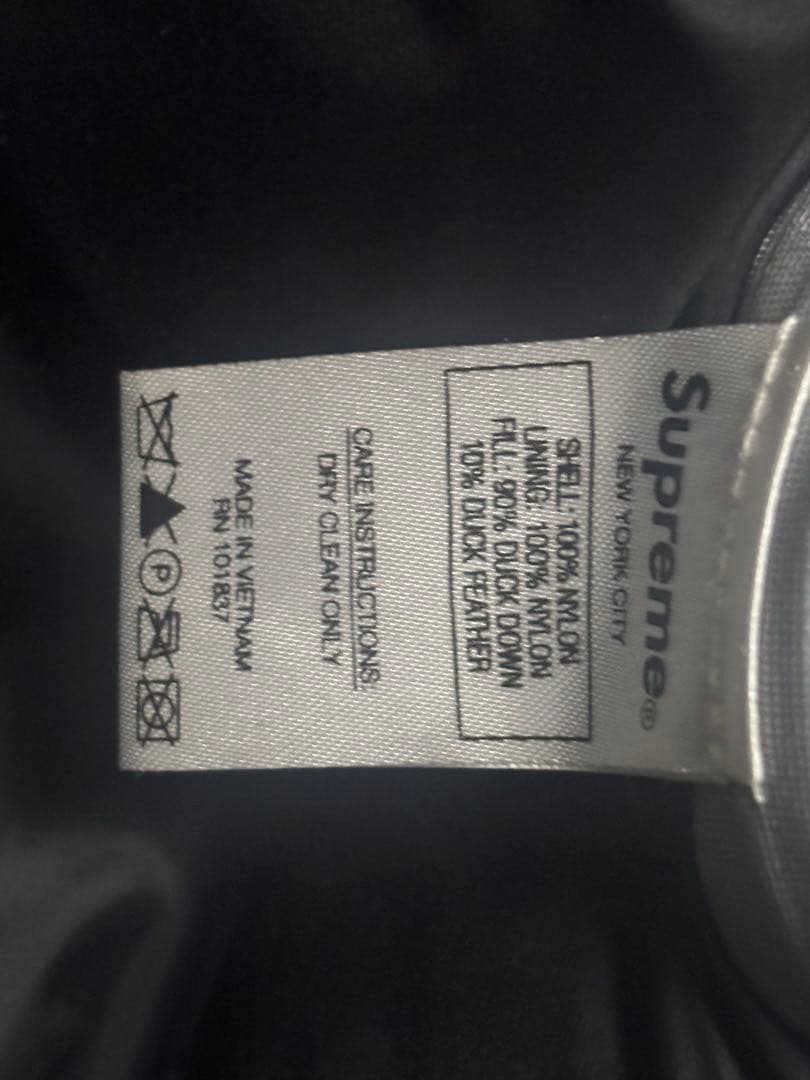 Supreme®
NEW YORK CITY
SHELL: 100% NYLON
LINING: 100% NYLON
FILL: 90% DUCK DOWN
10% DUCK FEATHER
CARE INSTRUCTIONS:
DRY CLEAN ONLY
MADE IN VIETNAM
RN 101837
P